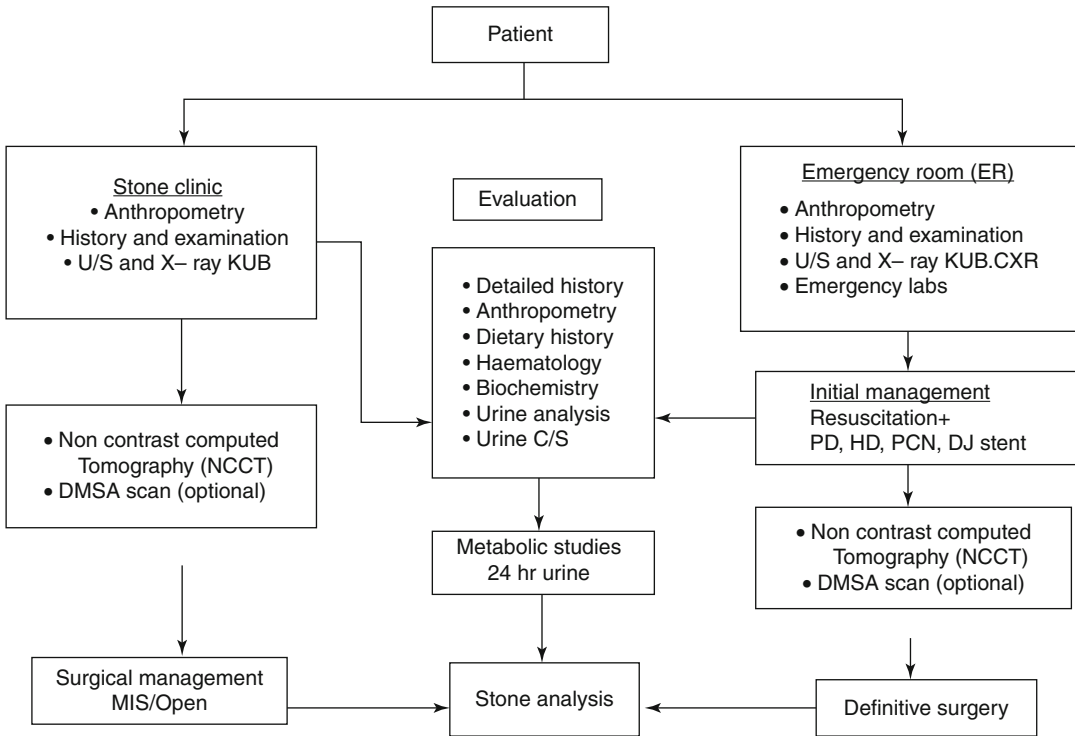 Patient
Stone clinic
• Anthropometry
• History and examination
• U/S and X– ray KUB
Evaluation
Emergency room (ER)
• Anthropometry
• History and examination
• U/S and X– ray KUB.CXR
• Emergency labs
• Detailed history
• Anthropometry
• Dietary history
• Haematology
• Biochemistry
• Urine analysis
• Urine C/S
Initial management
Resuscitation+
PD, HD, PCN, DJ stent
• Non contrast computed
Tomography (NCCT)
• DMSA scan (optional)
Metabolic studies
24 hr urine
• Non contrast computed
Tomography (NCCT)
• DMSA scan (optional)
Surgical management
MIS/Open
Stone analysis
Definitive surgery